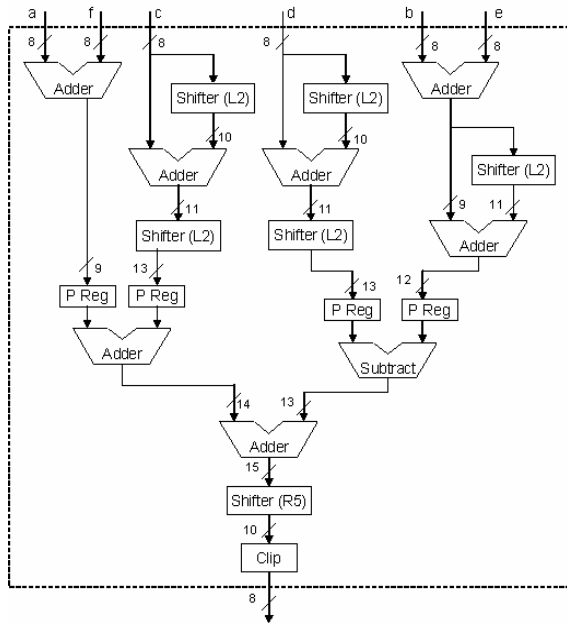 a f c d b e
8 8 8 8 8 8
Adder Shifter (L2) Shifter (L2) Adder
10 10
Adder Adder Shifter (L2)
11 11 9 11
Shifter (L2) Shifter (L2) Adder
9 13 13 12
P Reg P Reg P Reg P Reg
Adder Subtract
14 13
Adder
15
Shifter (R5)
10
Clip
8